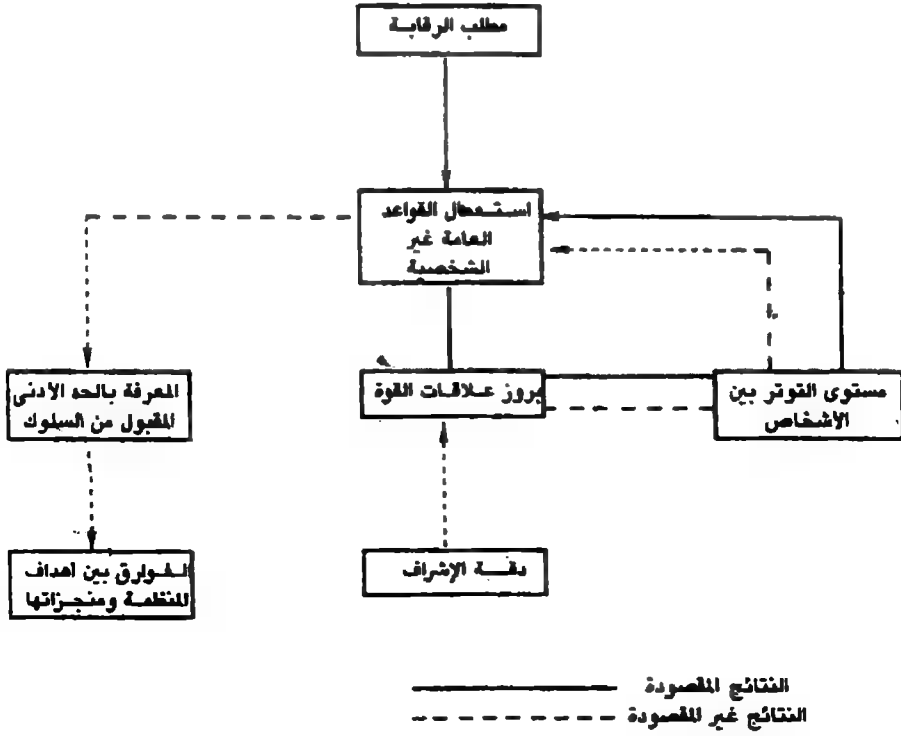 مطلب الرقابة
استعمال القواعد
العامة غير
الشخصية
المعرفة بالحد الأدنى
المقبول من السلوك
بروز علاقات القوة
مستوى التوتر بين
الأشخاص
الفوارق بين أهداف
المنظمة ومنجزاتها
دقة الإشراف
النتائج المقصودة
النتائج غير المقصودة